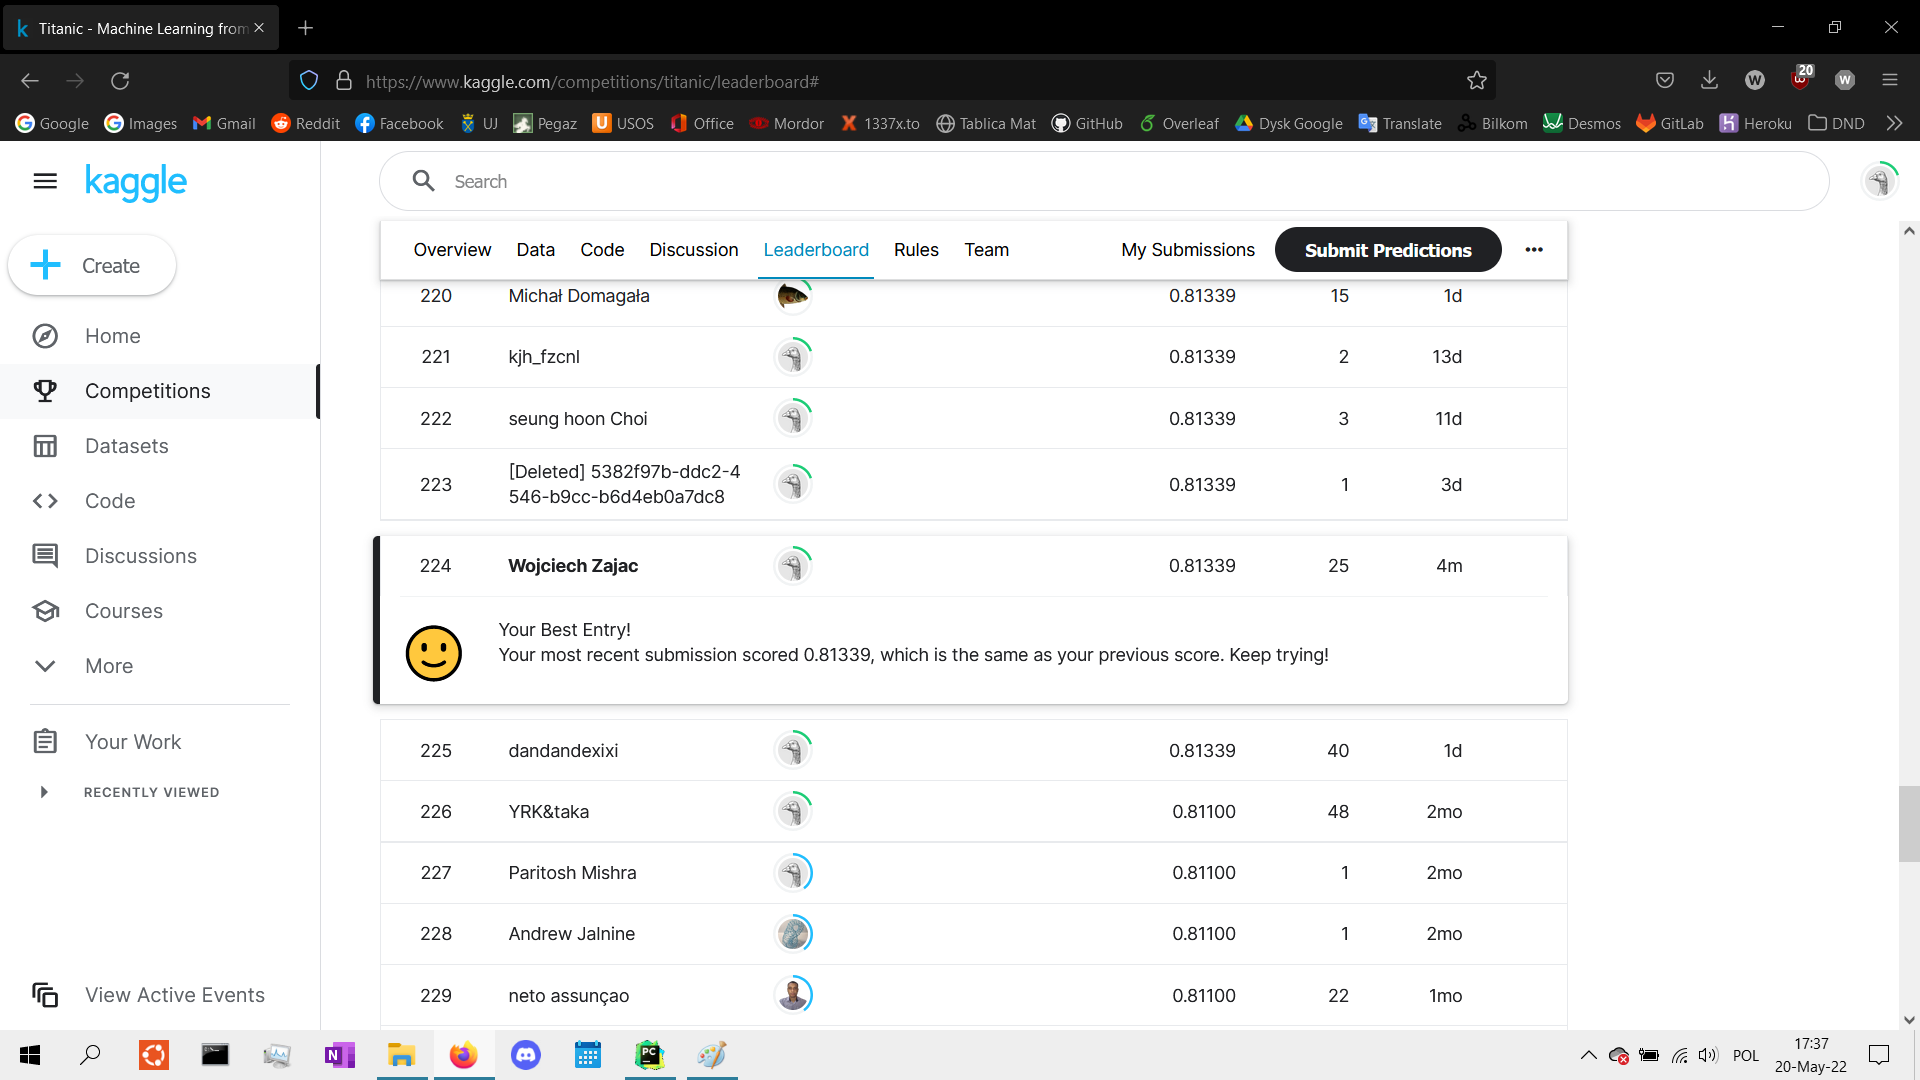 Titanic - Machine Learning from
https://www.kaggle.com/competitions/titanic/leaderboard#
20
Google Images Gmail Reddit Facebook UJ Pegaz USOS Office Mordor 1337x.to Tablica Mat GitHub Overleaf Dysk Google Translate Bilkom Desmos GitLab Heroku DND
kaggle
Search
Create
Home
Competitions
Datasets
Code
Discussions
Courses
More
Your Work
RECENTLY VIEWED
View Active Events
Overview Data Code Discussion Leaderboard Rules Team My Submissions Submit Predictions
220 Michał Domagała 0.81339 15 1d
221 kjh_fzcnl 0.81339 2 13d
222 seung hoon Choi 0.81339 3 11d
[Deleted] 5382f97b-ddc2-4
223 546-b9cc-b6d4eb0a7dc8 0.81339 1 3d
224 Wojciech Zajac 0.81339 25 4m
Your Best Entry!
Your most recent submission scored 0.81339, which is the same as your previous score. Keep trying!
225 dandandexixi 0.81339 40 1d
226 YRK&taka 0.81100 48 2mo
227 Paritosh Mishra 0.81100 1 2mo
228 Andrew Jalnine 0.81100 1 2mo
229 neto assunçao 0.81100 22 1mo
POL
17:37
20-May-22